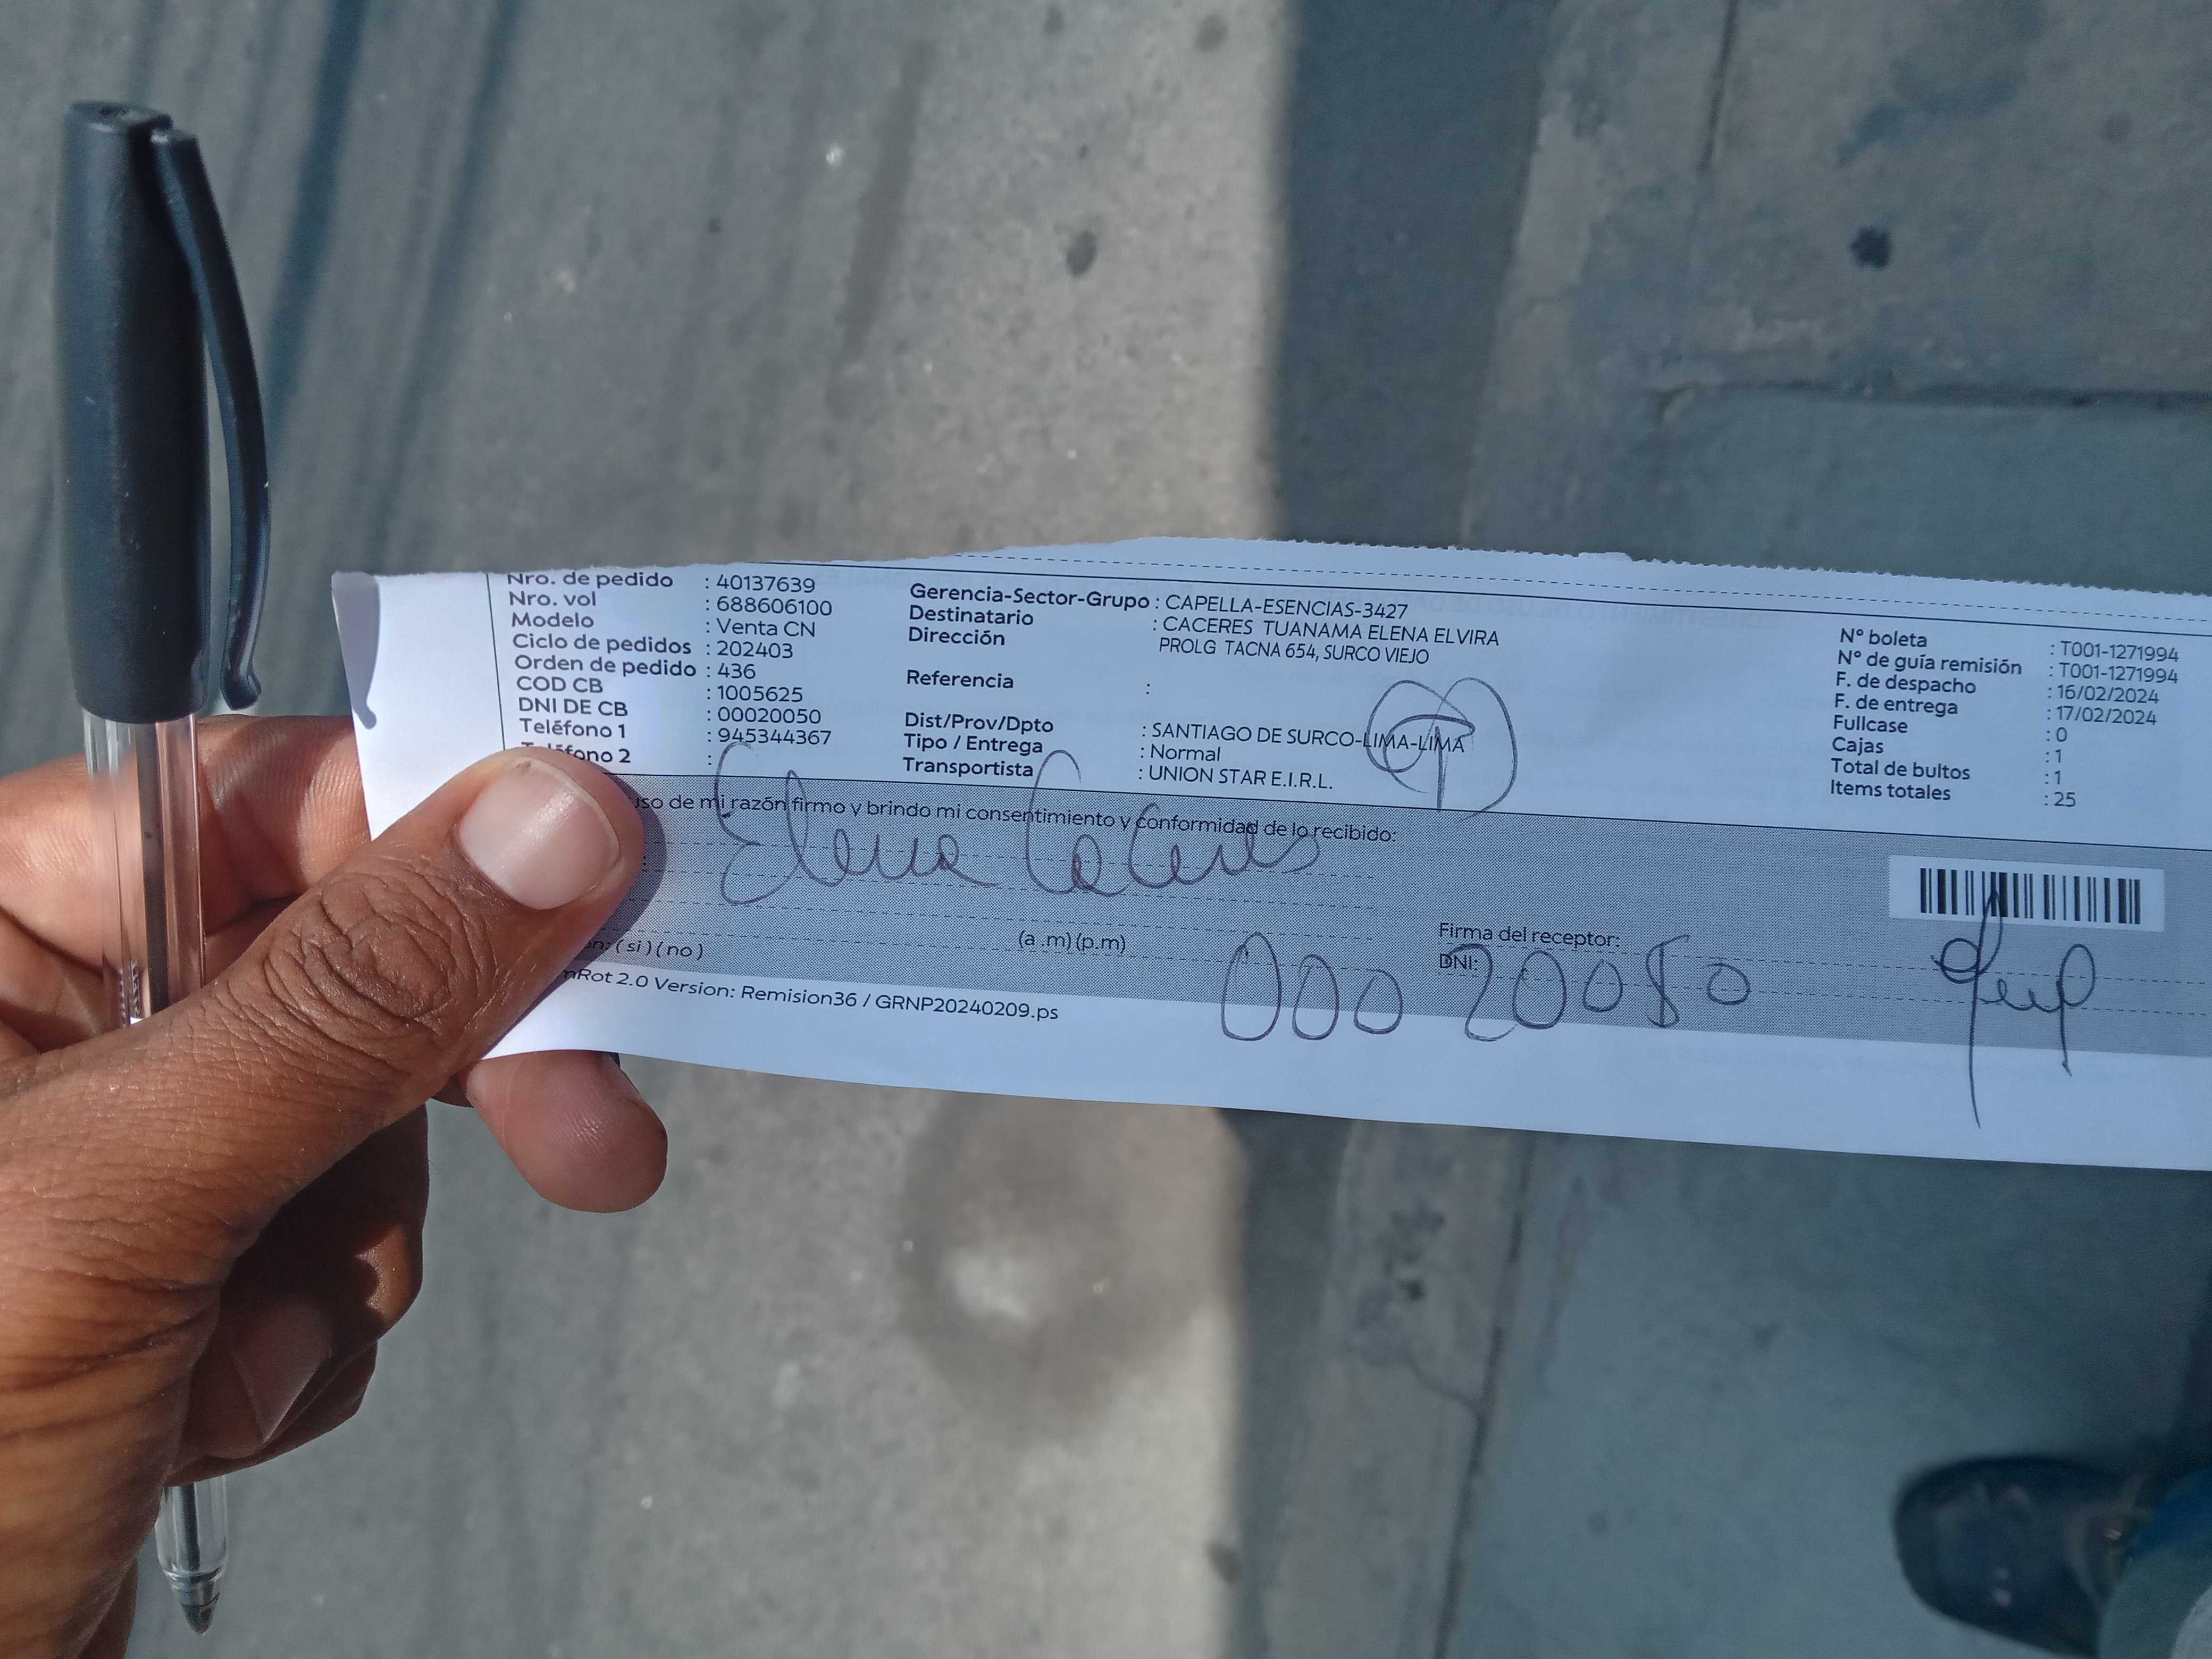 Nro. de pedido : 40137639
Nro. vol : 688606100
Modelo : Venta CN
Ciclo de pedidos : 202403
Orden de pedido : 436
COD CB : 1005625
DNI DE CB : 00020050
Teléfono 1 : 945344367
Teléfono 2 :
Gerencia-Sector-Grupo : CAPELLA-ESENCIAS-3427
Destinatario : CACERES TUANAMA ELENA ELVIRA
Dirección PROLG TACNA 654, SURCO VIEJO
Referencia :
Dist/Prov/Dpto : SANTIAGO DE SURCO-LIMA-LIMA
Tipo / Entrega : Normal
Transportista : UNION STAR E.I.R.L.
N° boleta : T001-1271994
N° de guía remisión : T001-1271994
F. de despacho : 16/02/2024
F. de entrega : 17/02/2024
Fullcase : 0
Cajas : 1
Total de bultos : 1
Items totales : 25
uso de mi razón firmo y brindo mi consentimiento y conformidad de lo recibido:
Elena Caceres
( si ) ( no ) (a .m) (p.m)
Firma del receptor:
DNI: 00020050
Rot 2.0 Version: Remision36 / GRNP20240209.ps